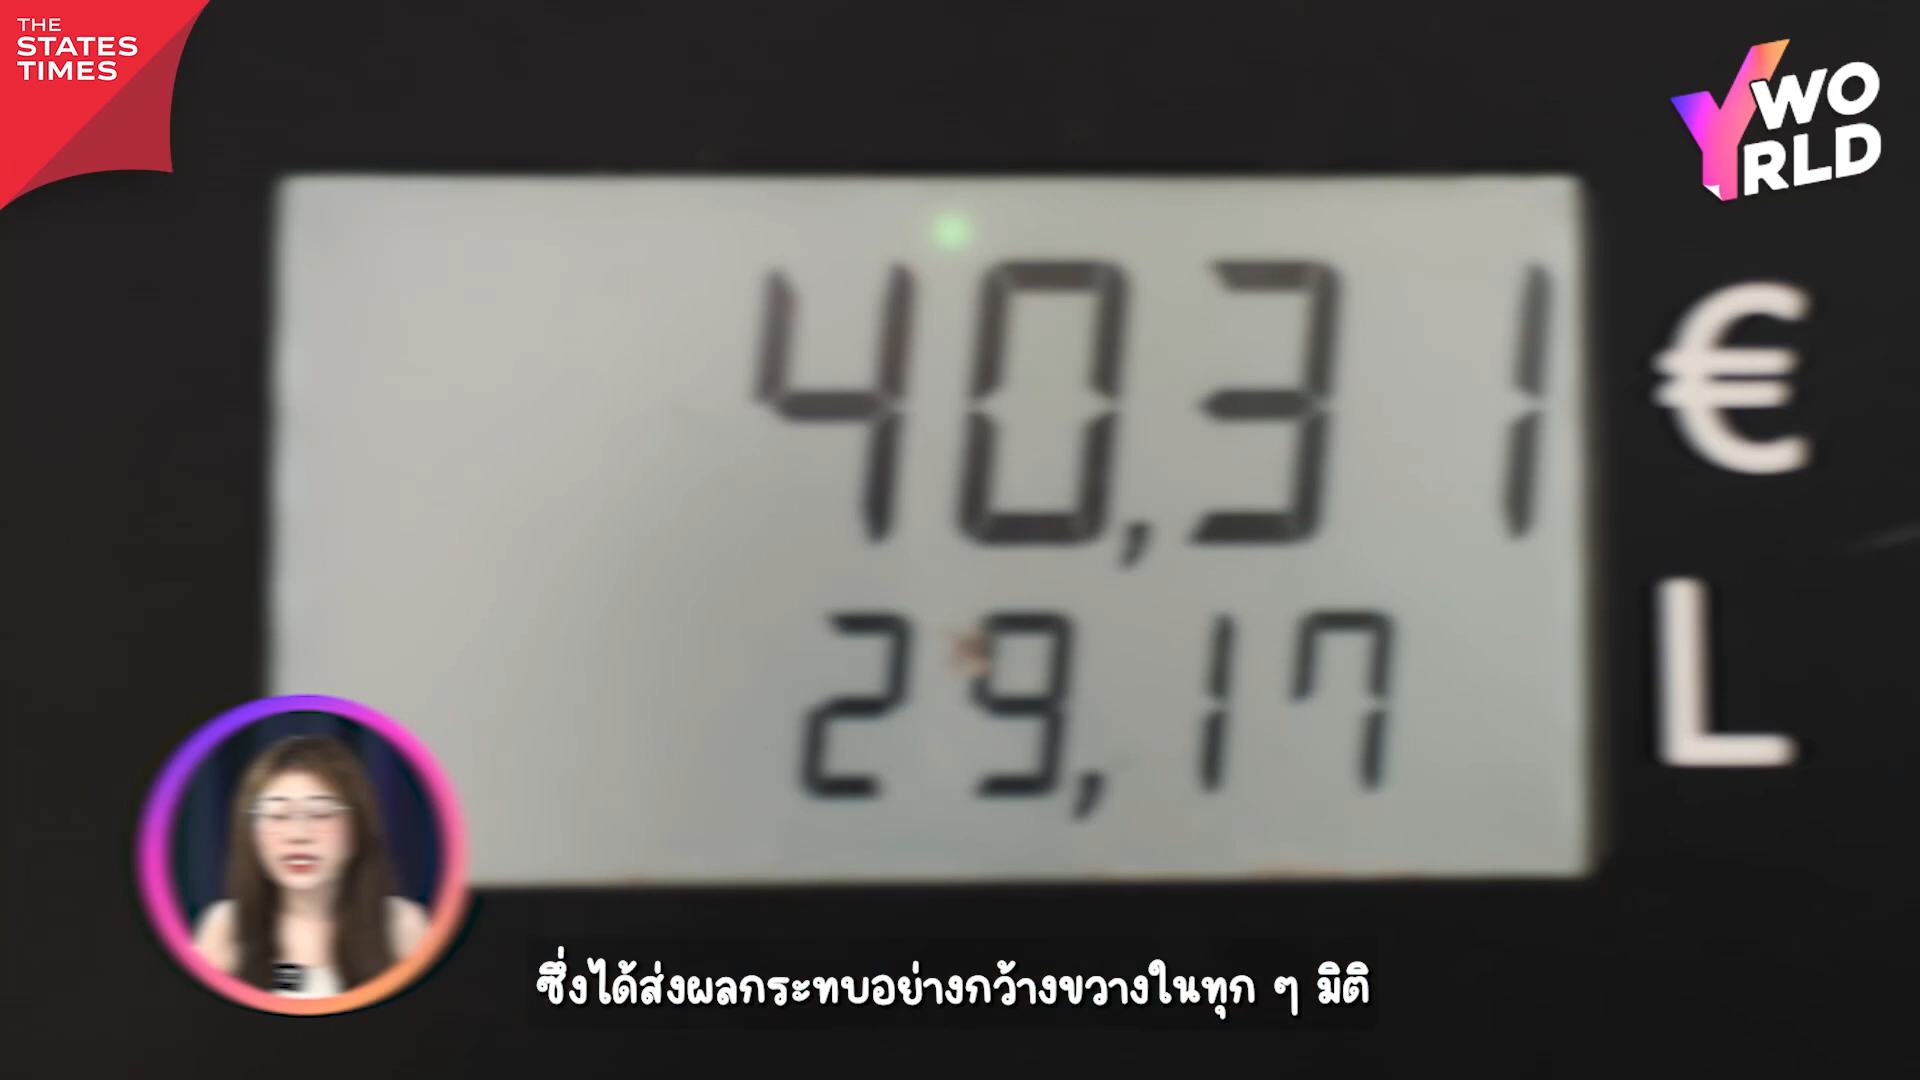 THE
STATES
TIMES
YWO
RLD
40,31 €
29,17 L
ซึ่งได้ส่งผลกระทบอย่างกว้างขวางในทุก ๆ มิติ